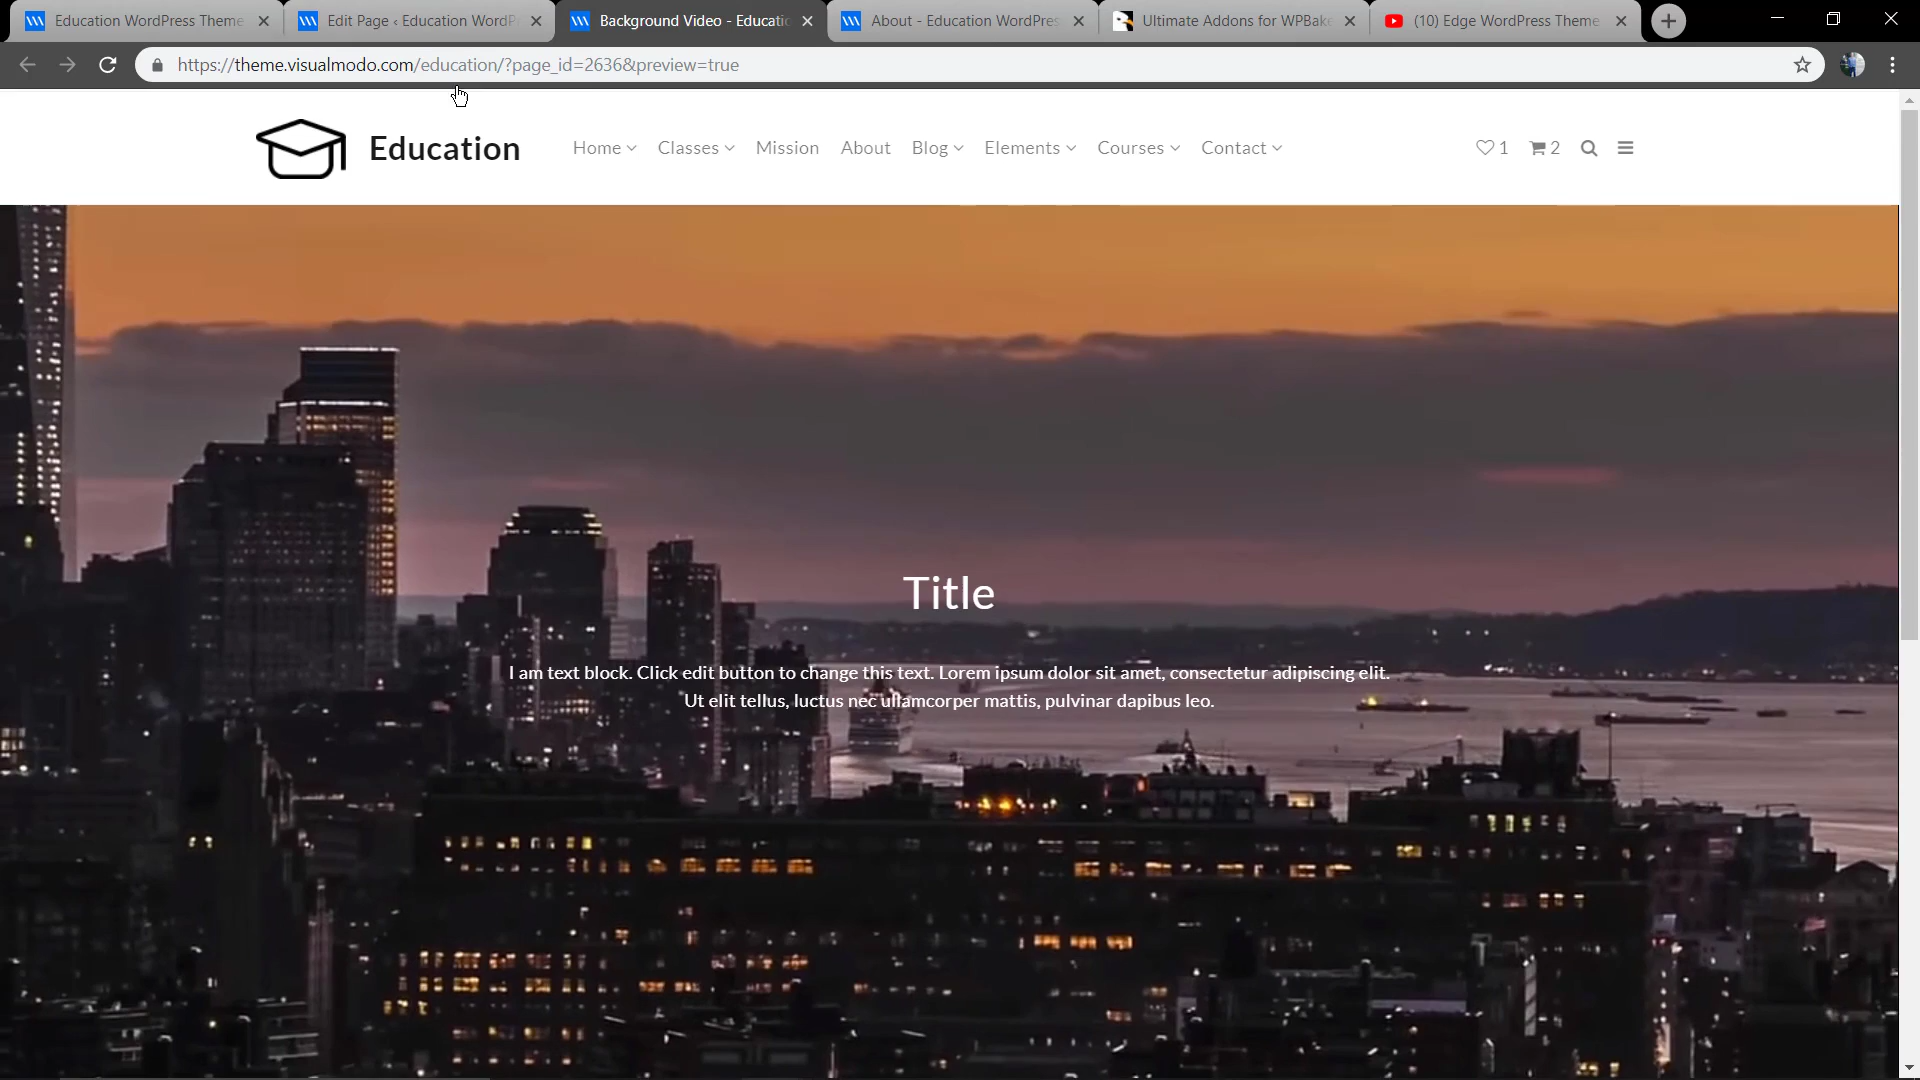 Education WordPress Theme
Edit Page ‹ Education WordP
Background Video - Educatio
About - Education WordPres
Ultimate Addons for WPBake
(10) Edge WordPress Theme
https://theme.visualmodo.com/education/?page_id=2636&preview=true
Education
Home
Classes
Mission
About
Blog
Elements
Courses
Contact
1
2
Title
I am text block. Click edit button to change this text. Lorem ipsum dolor sit amet, consectetur adipiscing elit.
Ut elit tellus, luctus nec ullamcorper mattis, pulvinar dapibus leo.